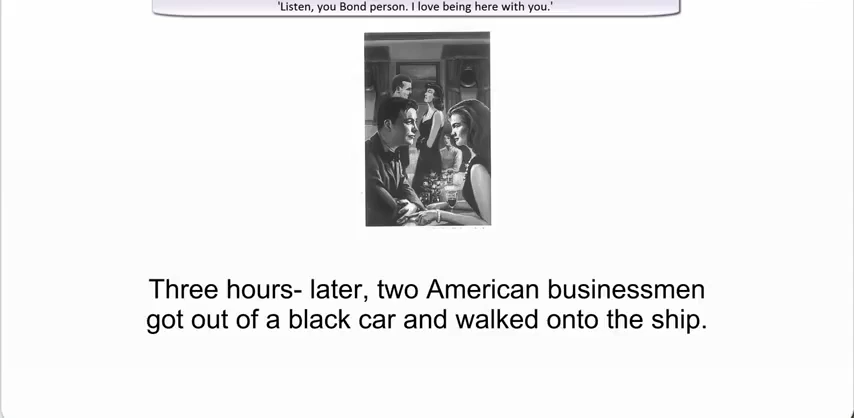 'Listen, you Bond person. I love being here with you.'
Three hours- later, two American businessmen
got out of a black car and walked onto the ship.